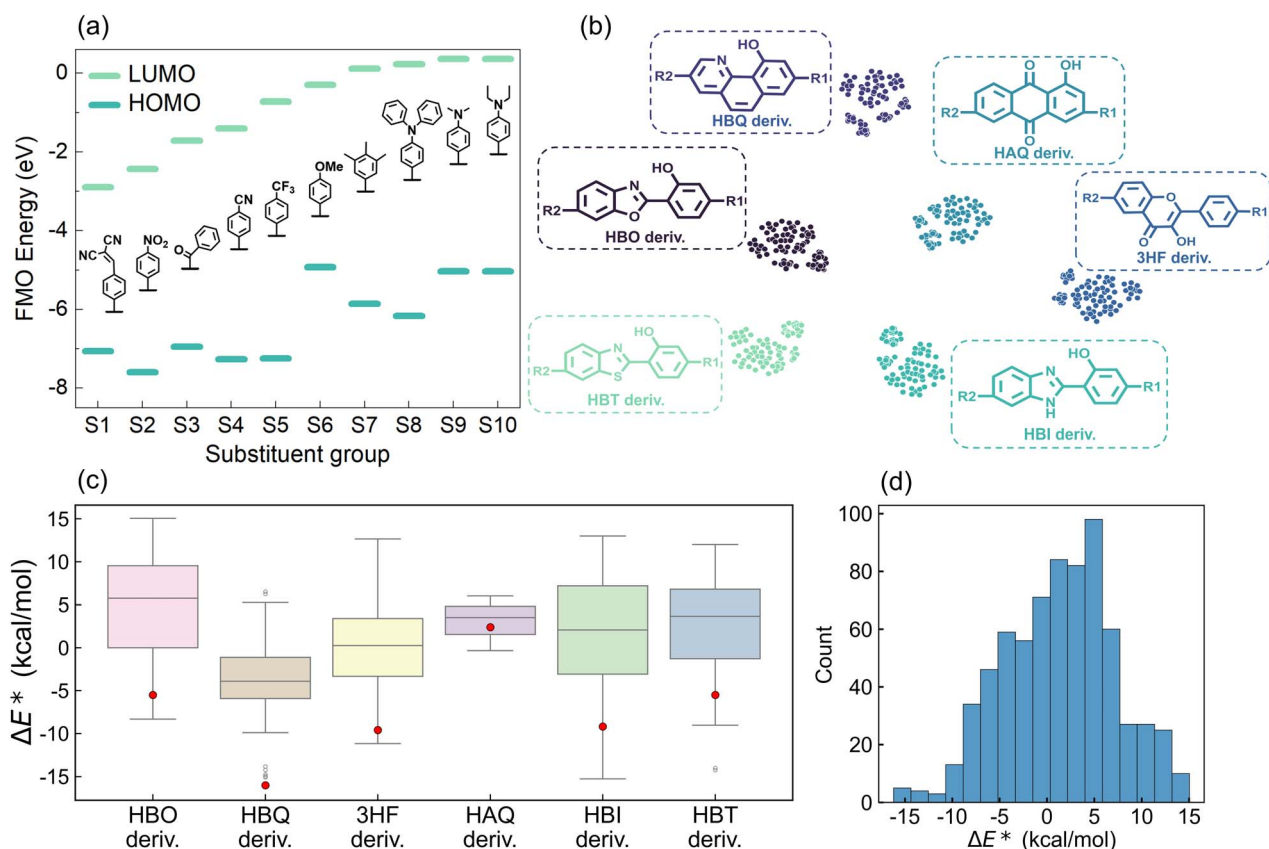 (a)
LUMO
HOMO
FMO Energy (eV)
0
-2
-4
-6
-8
NC
CN
NO₂
O
CN
CF₃
OMe
N
N
N
S1 S2 S3 S4 S5 S6 S7 S8 S9 S10
Substituent group
(b)
HO
N
R2
R1
HBQ deriv.
O
OH
R2
R1
O
HAQ deriv.
HO
N
R2
O
R1
HBO deriv.
R2
O
R1
O
OH
3HF deriv.
HO
N
R2
S
R1
HBT deriv.
HO
N
R2
N
H
R1
HBI deriv.
(c)
ΔE* (kcal/mol)
15
10
5
0
-5
-10
-15
HBO HBQ 3HF HAQ HBI HBT
deriv. deriv. deriv. deriv. deriv. deriv.
(d)
Count
100
80
60
40
20
0
-15 -10 -5 0 5 10 15
ΔE* (kcal/mol)